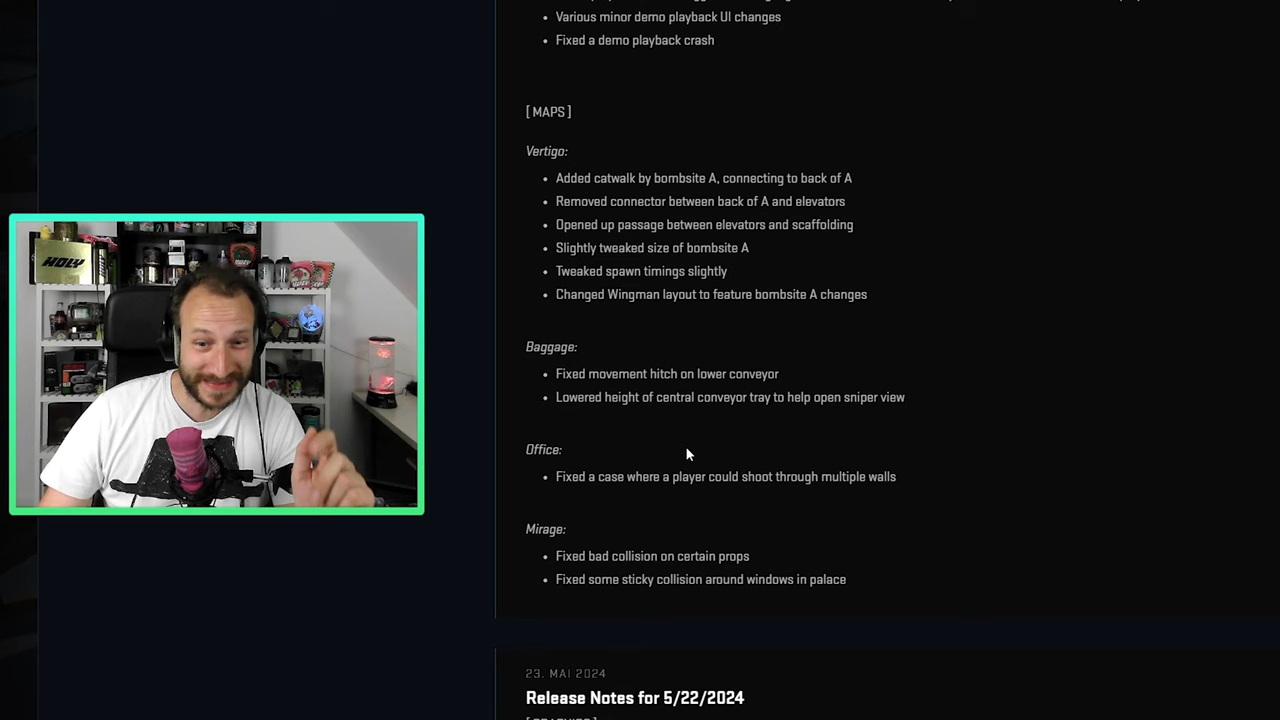 Various minor demo playback UI changes
Fixed a demo playback crash
[ MAPS ]
Vertigo:
Added catwalk by bombsite A, connecting to back of A
Removed connector between back of A and elevators
Opened up passage between elevators and scaffolding
Slightly tweaked size of bombsite A
Tweaked spawn timings slightly
Changed Wingman layout to feature bombsite A changes
Baggage:
Fixed movement hitch on lower conveyor
Lowered height of central conveyor tray to help open sniper view
Office:
Fixed a case where a player could shoot through multiple walls
Mirage:
Fixed bad collision on certain props
Fixed some sticky collision around windows in palace
23. MAI 2024
Release Notes for 5/22/2024
HOLY